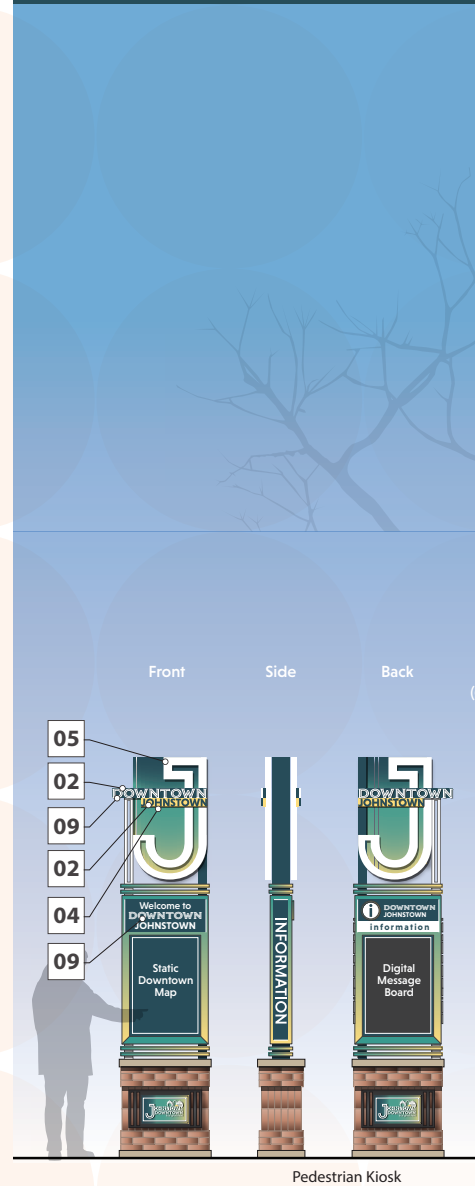 Front
Side
Back
(
05
02
09
02
04
09
DOWNTOWN
JOHNSTOWN
Welcome to
DOWNTOWN
JOHNSTOWN
Static
Downtown
Map
INFORMATION
DOWNTOWN
JOHNSTOWN
i DOWNTOWN
JOHNSTOWN
information
Digital
Message
Board
Pedestrian Kiosk